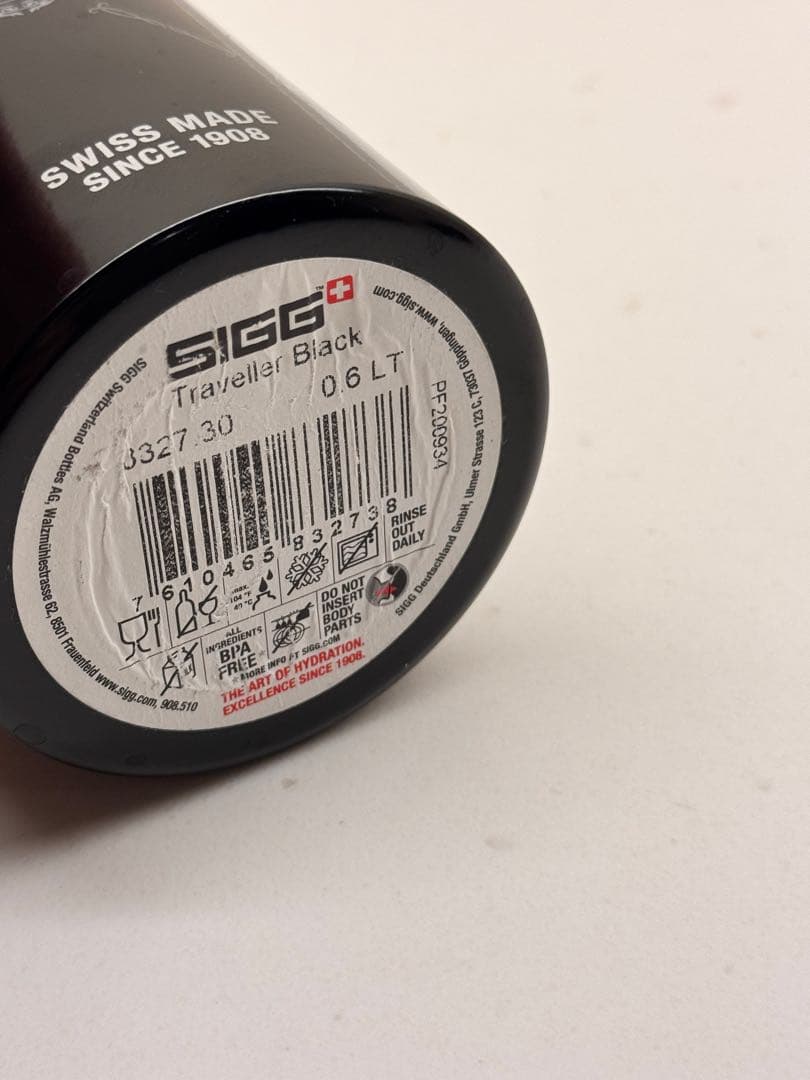 SWISS MADE
SINCE 1908
SIGG™
Traveller Black
3327.30
0.6 LT
PF200934
7 610465 832738
RINSE
OUT
DAILY
max.
104 °F
40 °C
ALL
INGREDIENTS
BPA
FREE
DO NOT
INSERT
BODY
PARTS
MORE INFO AT SIGG.COM
THE ART OF HYDRATION.
EXCELLENCE SINCE 1908.
SIGG Switzerland Bottles AG, Walzmühlestrasse 62, 8501 Frauenfeld www.sigg.com, 908.510
SIGG Deutschland GmbH, Ulmer Strasse 123 C, 73037 Göppingen, www.sigg.com